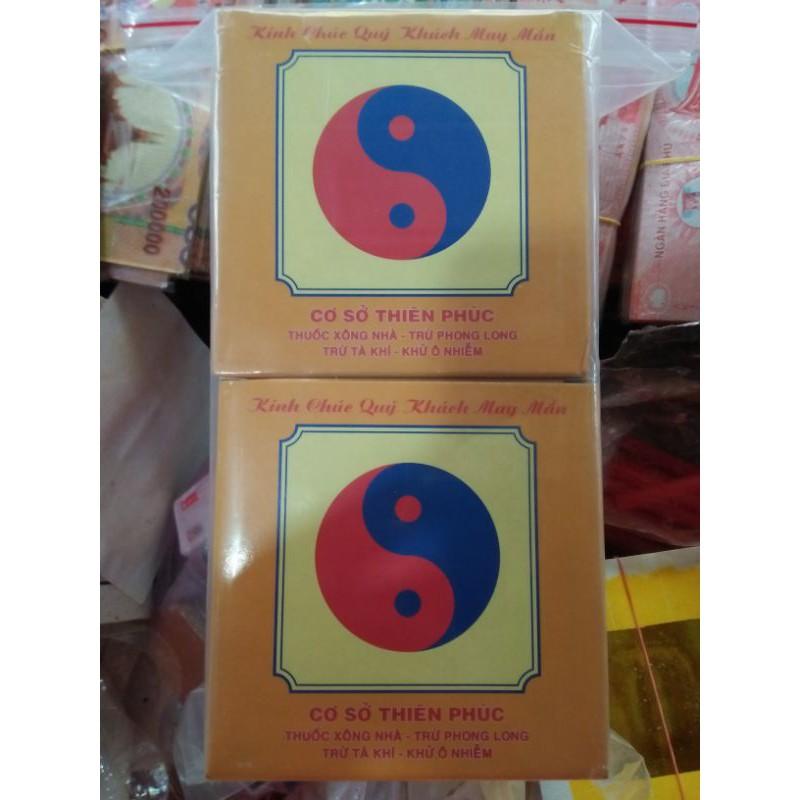 Kính Chúc Quý Khách May Mắn
CƠ SỞ THIÊN PHÚC
THUỐC XÔNG NHÀ - TRỪ PHONG LONG
TRỪ TÀ KHÍ - KHỬ Ô NHIỄM
Kính Chúc Quý Khách May Mắn
CƠ SỞ THIÊN PHÚC
THUỐC XÔNG NHÀ - TRỪ PHONG LONG
TRỪ TÀ KHÍ - KHỬ Ô NHIỄM
200000
NGÂN HÀNG ĐỊA PHỦ